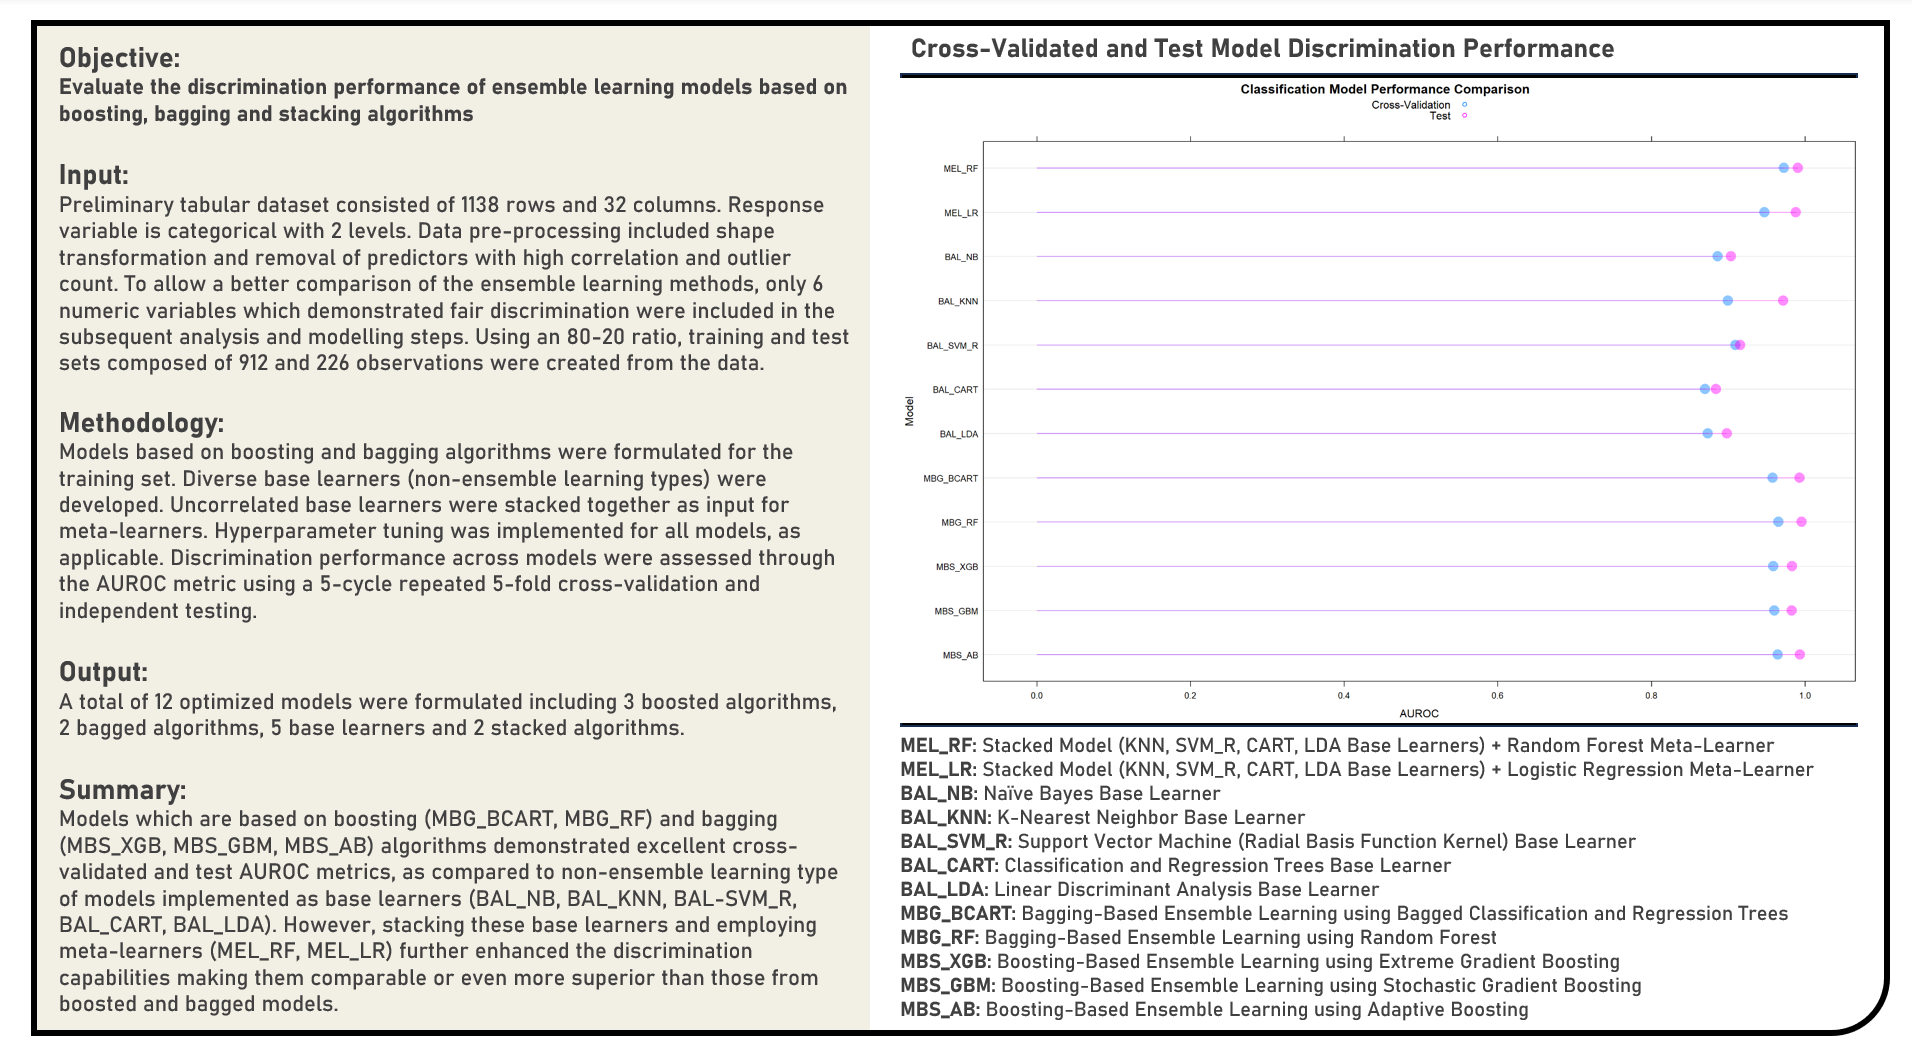 Objective:
Evaluate the discrimination performance of ensemble learning models based on
boosting, bagging and stacking algorithms
Input:
Preliminary tabular dataset consisted of 1138 rows and 32 columns. Response
variable is categorical with 2 levels. Data pre-processing included shape
transformation and removal of predictors with high correlation and outlier
count. To allow a better comparison of the ensemble learning methods, only 6
numeric variables which demonstrated fair discrimination were included in the
subsequent analysis and modelling steps. Using an 80-20 ratio, training and test
sets composed of 912 and 226 observations were created from the data.
Methodology:
Models based on boosting and bagging algorithms were formulated for the
training set. Diverse base learners (non-ensemble learning types) were
developed. Uncorrelated base learners were stacked together as input for
meta-learners. Hyperparameter tuning was implemented for all models, as
applicable. Discrimination performance across models were assessed through
the AUROC metric using a 5-cycle repeated 5-fold cross-validation and
independent testing.
Output:
A total of 12 optimized models were formulated including 3 boosted algorithms,
2 bagged algorithms, 5 base learners and 2 stacked algorithms.
Summary:
Models which are based on boosting (MBG_BCART, MBG_RF) and bagging
(MBS_XGB, MBS_GBM, MBS_AB) algorithms demonstrated excellent cross-
validated and test AUROC metrics, as compared to non-ensemble learning type
of models implemented as base learners (BAL_NB, BAL_KNN, BAL-SVM_R,
BAL_CART, BAL_LDA). However, stacking these base learners and employing
meta-learners (MEL_RF, MEL_LR) further enhanced the discrimination
capabilities making them comparable or even more superior than those from
boosted and bagged models.
Cross-Validated and Test Model Discrimination Performance
Classification Model Performance Comparison
Cross-Validation
Test
Model
MEL_RF
MEL_LR
BAL_NB
BAL_KNN
BAL_SVM_R
BAL_CART
BAL_LDA
MBG_BCART
MBG_RF
MBS_XGB
MBS_GBM
MBS_AB
0.0 0.2 0.4 0.6 0.8 1.0
AUROC
MEL_RF: Stacked Model (KNN, SVM_R, CART, LDA Base Learners) + Random Forest Meta-Learner
MEL_LR: Stacked Model (KNN, SVM_R, CART, LDA Base Learners) + Logistic Regression Meta-Learner
BAL_NB: Naïve Bayes Base Learner
BAL_KNN: K-Nearest Neighbor Base Learner
BAL_SVM_R: Support Vector Machine (Radial Basis Function Kernel) Base Learner
BAL_CART: Classification and Regression Trees Base Learner
BAL_LDA: Linear Discriminant Analysis Base Learner
MBG_BCART: Bagging-Based Ensemble Learning using Bagged Classification and Regression Trees
MBG_RF: Bagging-Based Ensemble Learning using Random Forest
MBS_XGB: Boosting-Based Ensemble Learning using Extreme Gradient Boosting
MBS_GBM: Boosting-Based Ensemble Learning using Stochastic Gradient Boosting
MBS_AB: Boosting-Based Ensemble Learning using Adaptive Boosting